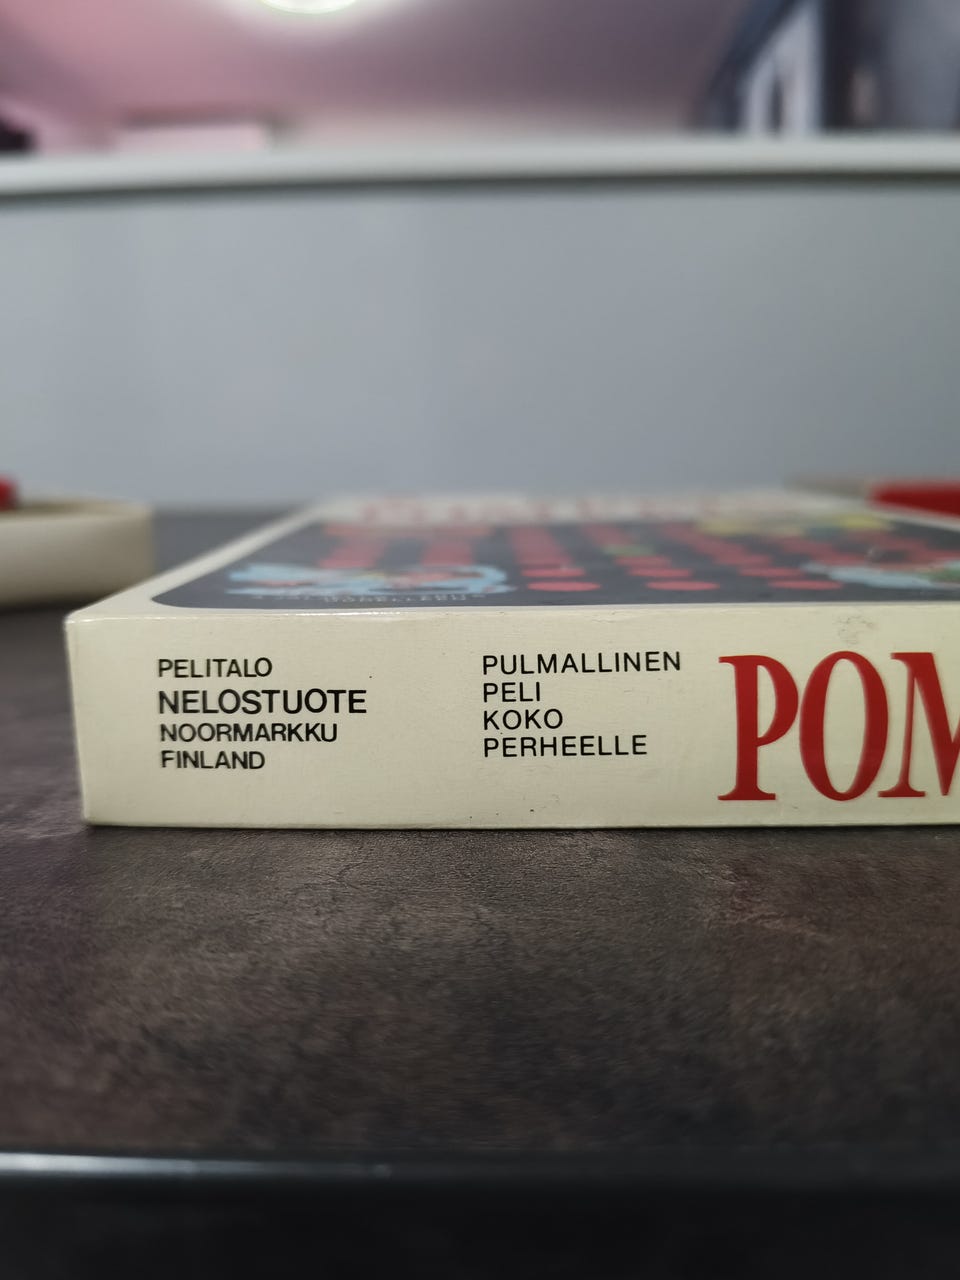 PELITALO
NELOSTUOTE
NOORMARKKU
FINLAND
PULMALLINEN
PELI
KOKO
PERHEELLE
POM